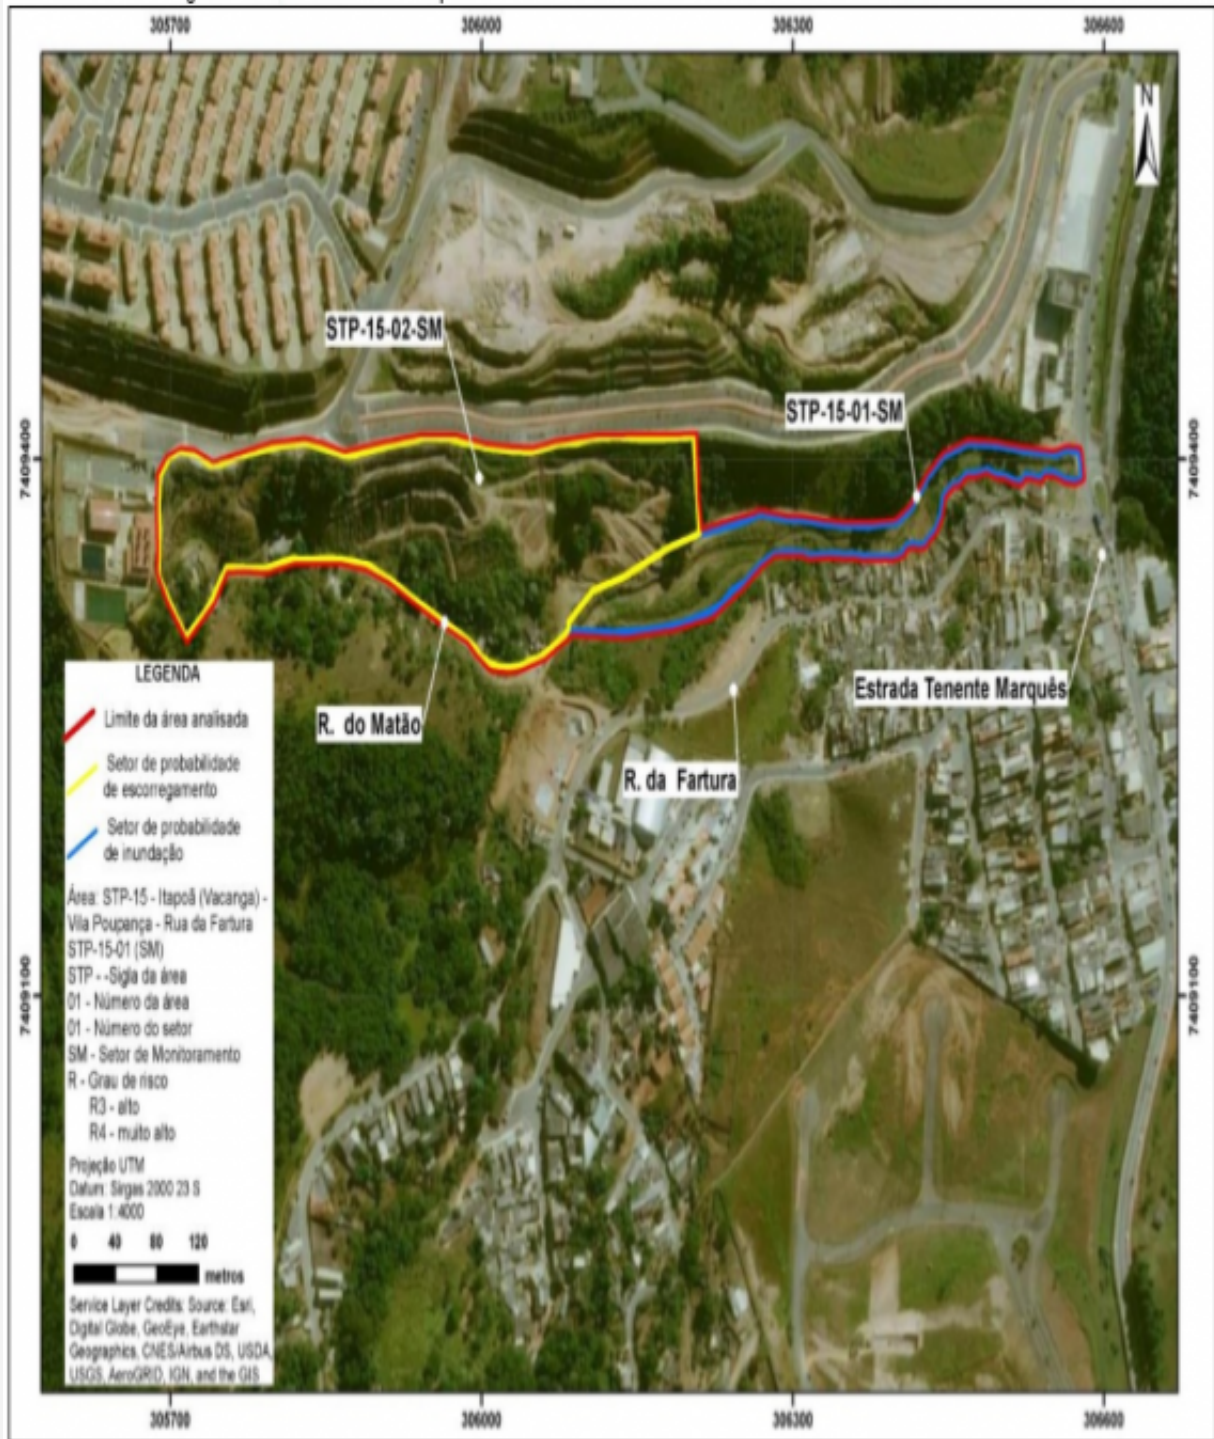 305700 306000 306300 306600
N
STP-15-02-SM
STP-15-01-SM
7409400 7409400
Estrada Tenente Marquês
R. do Matão
R. da Fartura
LEGENDA
Limite da área analisada
Setor de probabilidade
de escorregamento
Setor de probabilidade
de inundação
Área: STP-15 - Itapoã (Vacanga) -
Vila Poupança - Rua da Fartura
STP-15-01 (SM)
STP - -Sigla da área
01 - Número da área
01 - Número do setor
SM - Setor de Monitoramento
R - Grau de risco
R3 - alto
R4 - muito alto
7409100 7409100
Projeção UTM
Datum: Sirgas 2000 23 S
Escala 1:4000
0 40 80 120
metros
Service Layer Credits: Source: Esri,
Digital Globe, GeoEye, Earthstar
Geographics, CNES/Airbus DS, USDA,
USGS, AeroGRID, IGN, and the GIS
305700 306000 306300 306600